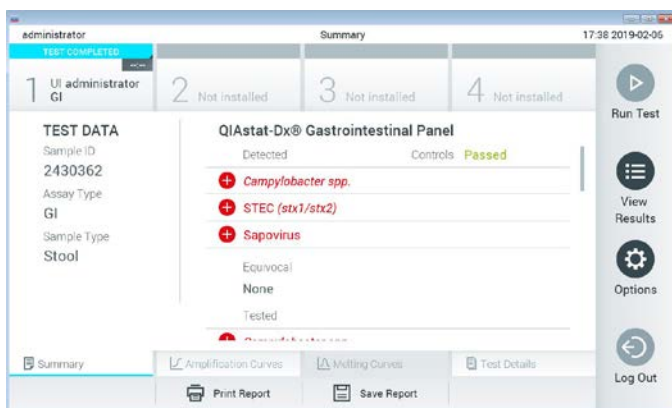 administrator Summary 17:38 2019-02-06
TEST COMPLETED
1 UI administrator GI
2 Not installed
3 Not installed
4 Not installed
Run Test
View Results
Options
Log Out
TEST DATA
Sample ID
2430362
Assay Type
GI
Sample Type
Stool
QIAstat-Dx® Gastrointestinal Panel
Detected Controls Passed
Campylobacter spp.
STEC (stx1/stx2)
Sapovirus
Equivocal
None
Tested
Campylobacter spp.
Summary Amplification Curves Melting Curves Test Details
Print Report Save Report